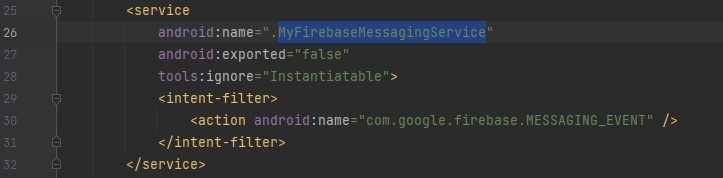 25 <service
26 android:name=".MyFirebaseMessagingService"
27 android:exported="false"
28 tools:ignore="Instantiatable">
29 <intent-filter>
30 <action android:name="com.google.firebase.MESSAGING_EVENT" />
31 </intent-filter>
32 </service>